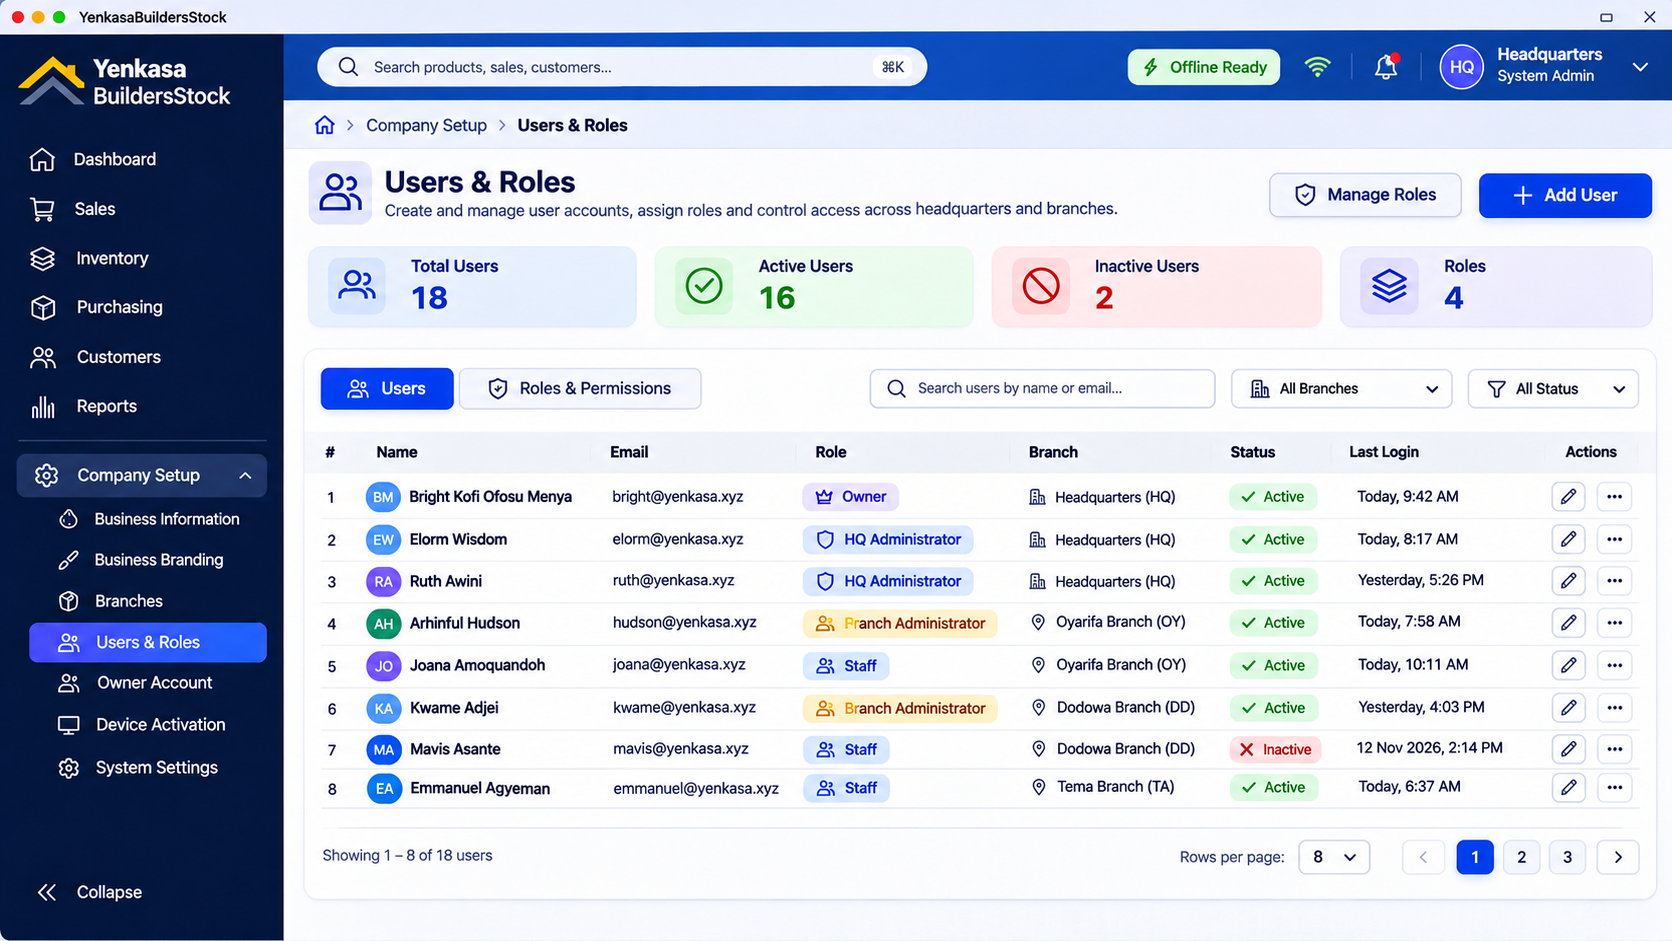 YenkasaBuildersStock
Yenkasa
BuildersStock
Search products, sales, customers...
⌘K
Offline Ready
HQ
Headquarters
System Admin
Dashboard
Sales
Inventory
Purchasing
Customers
Reports
Company Setup
Business Information
Business Branding
Branches
Users & Roles
Owner Account
Device Activation
System Settings
Collapse
Company Setup > Users & Roles
Users & Roles
Create and manage user accounts, assign roles and control access across headquarters and branches.
Manage Roles
+ Add User
Total Users
18
Active Users
16
Inactive Users
2
Roles
4
Users
Roles & Permissions
Search users by name or email...
All Branches
All Status
# Name Email Role Branch Status Last Login Actions
1 BM Bright Kofi Ofosu Menya bright@yenkasa.xyz Owner Headquarters (HQ) Active Today, 9:42 AM
2 EW Elorm Wisdom elorm@yenkasa.xyz HQ Administrator Headquarters (HQ) Active Today, 8:17 AM
3 RA Ruth Awini ruth@yenkasa.xyz HQ Administrator Headquarters (HQ) Active Yesterday, 5:26 PM
4 AH Arhinful Hudson hudson@yenkasa.xyz Branch Administrator Oyarifa Branch (OY) Active Today, 7:58 AM
5 JO Joana Amoquandoh joana@yenkasa.xyz Staff Oyarifa Branch (OY) Active Today, 10:11 AM
6 KA Kwame Adjei kwame@yenkasa.xyz Branch Administrator Dodowa Branch (DD) Active Yesterday, 4:03 PM
7 MA Mavis Asante mavis@yenkasa.xyz Staff Dodowa Branch (DD) Inactive 12 Nov 2026, 2:14 PM
8 EA Emmanuel Agyeman emmanuel@yenkasa.xyz Staff Tema Branch (TA) Active Today, 6:37 AM
Showing 1 – 8 of 18 users
Rows per page: 8
1 2 3